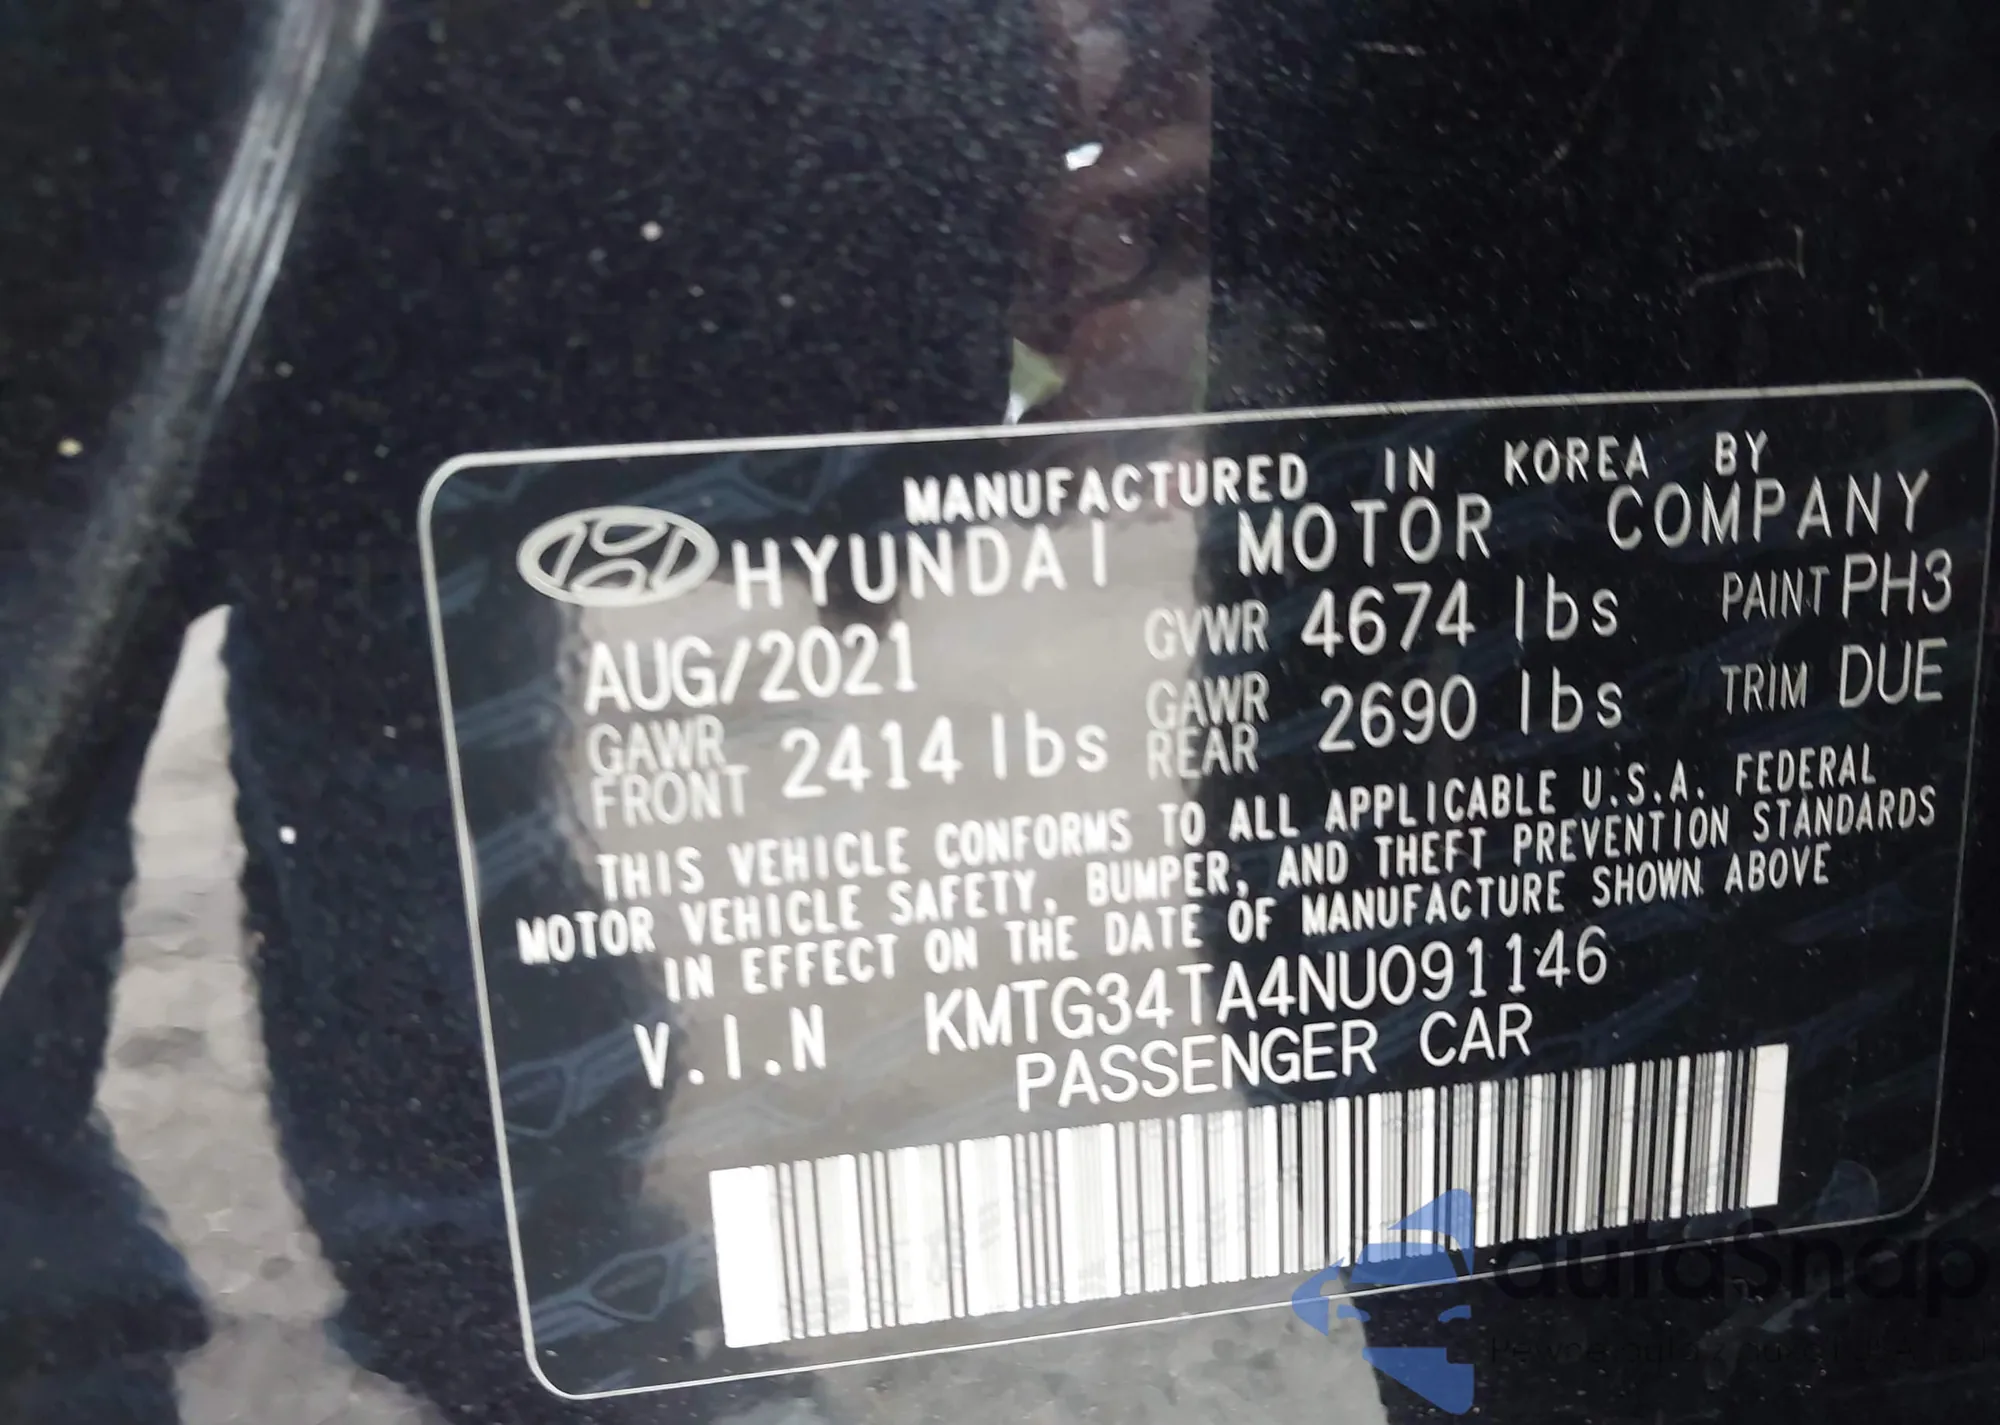 MANUFACTURED IN KOREA BY
HYUNDAI MOTOR COMPANY
AUG/2021 GVWR 4674 lbs PAINT PH3
GAWR FRONT 2414 lbs GAWR REAR 2690 lbs TRIM DUE
THIS VEHICLE CONFORMS TO ALL APPLICABLE U.S.A. FEDERAL
MOTOR VEHICLE SAFETY, BUMPER, AND THEFT PREVENTION STANDARDS
IN EFFECT ON THE DATE OF MANUFACTURE SHOWN ABOVE
V.I.N KMTG34TA4NU091146
PASSENGER CAR
autaSnap